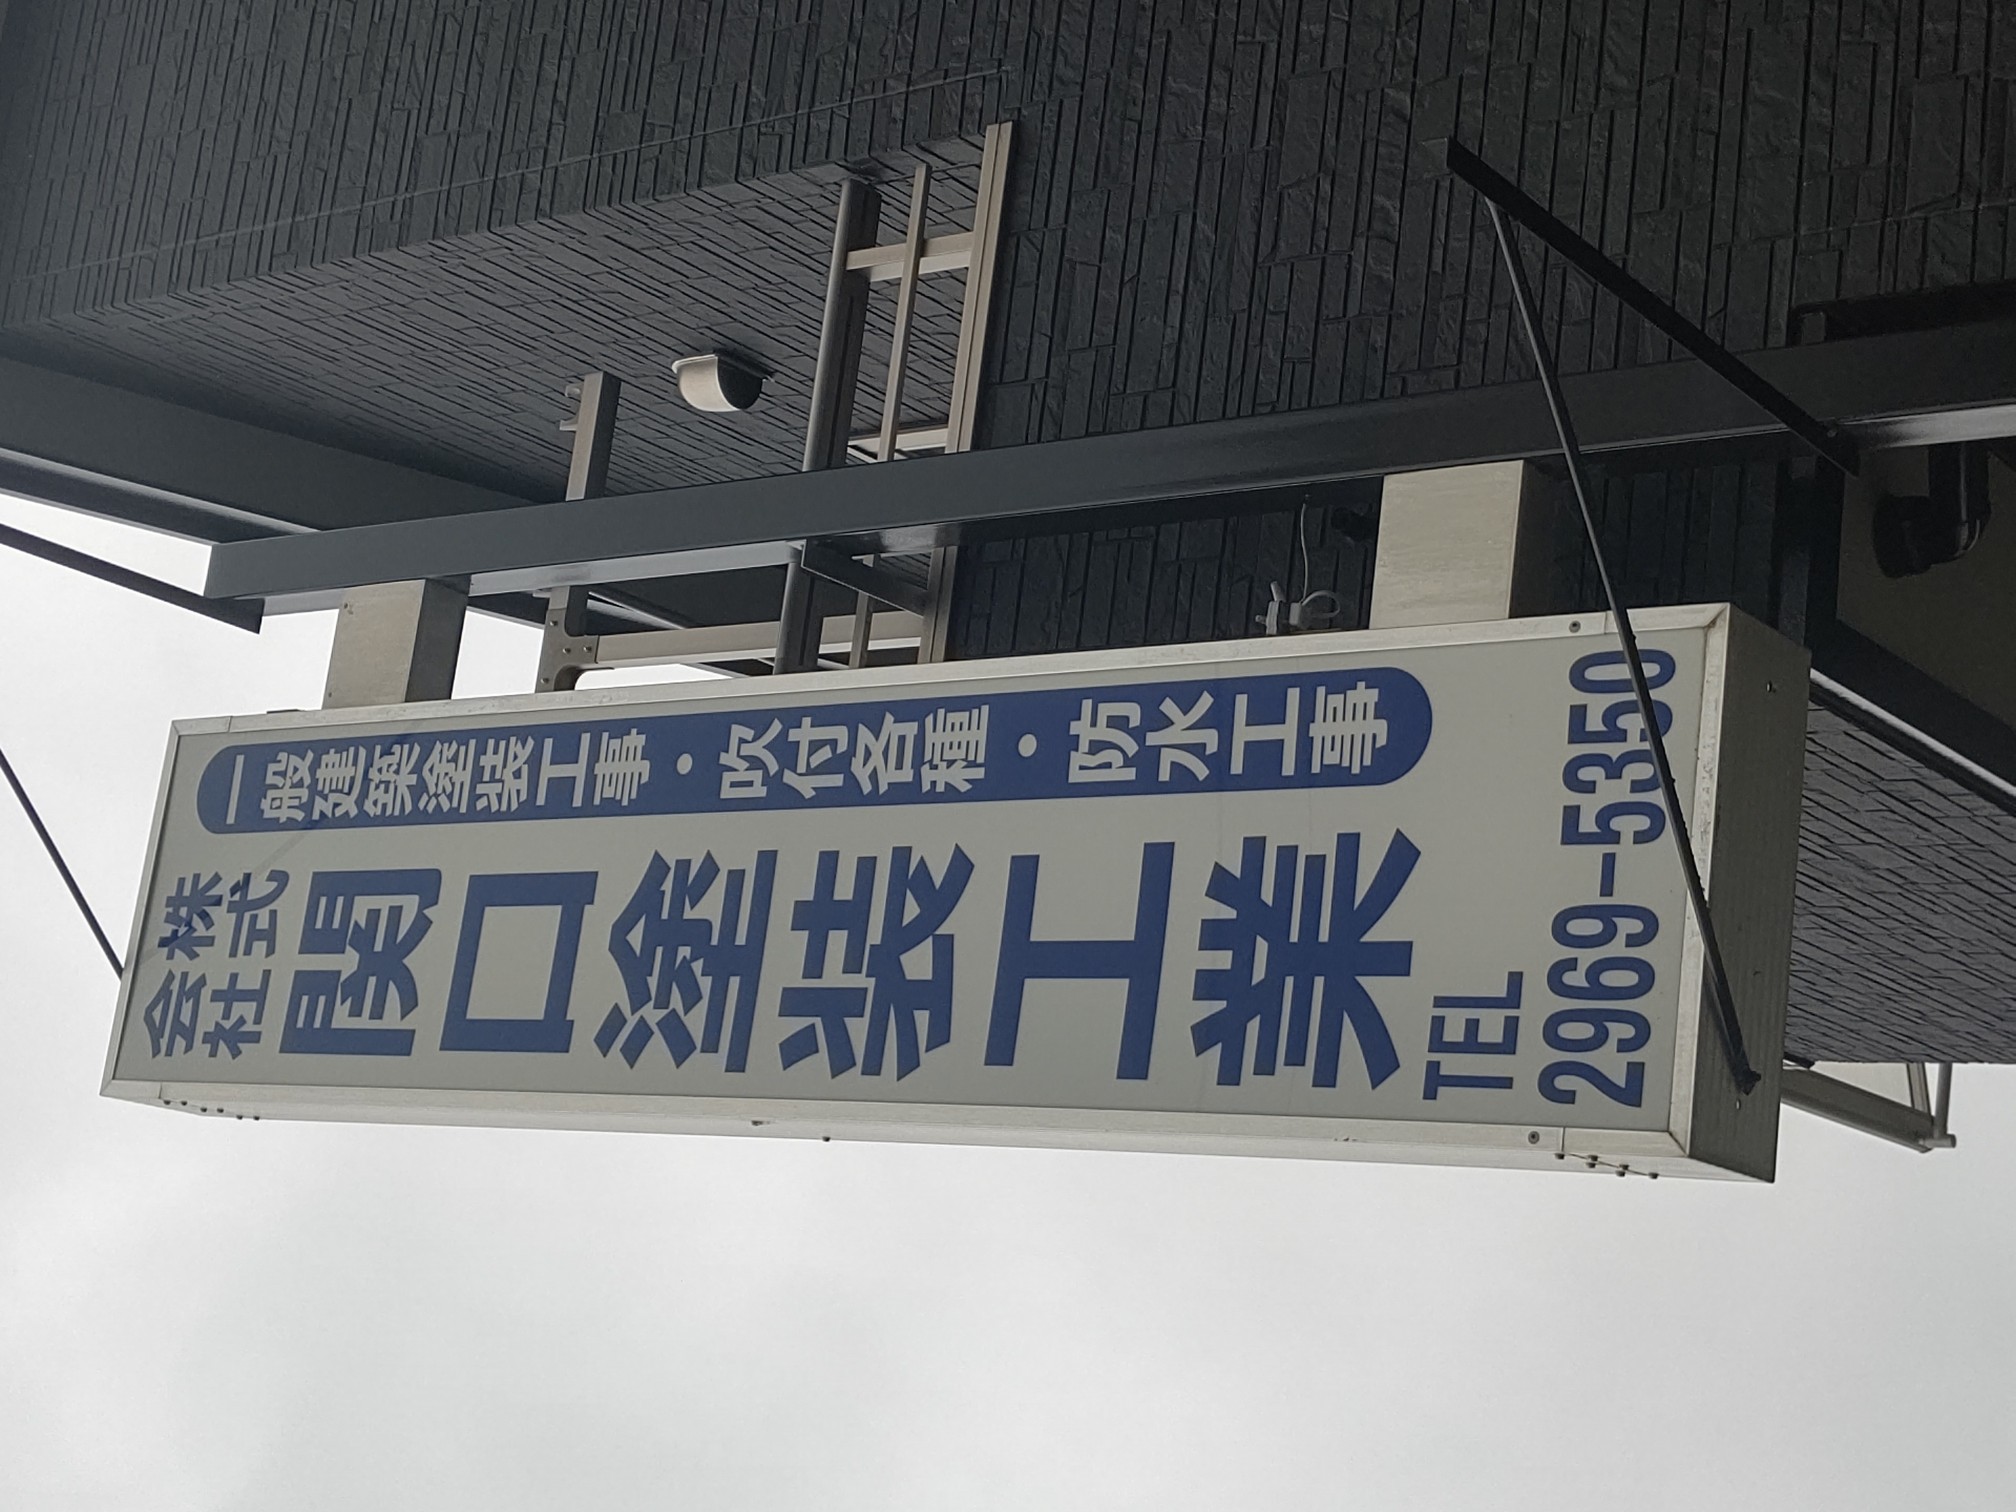 一般建築塗装工事・吹付各種・防水工事
株式
会社
関口塗装工業
TEL
2969-5350